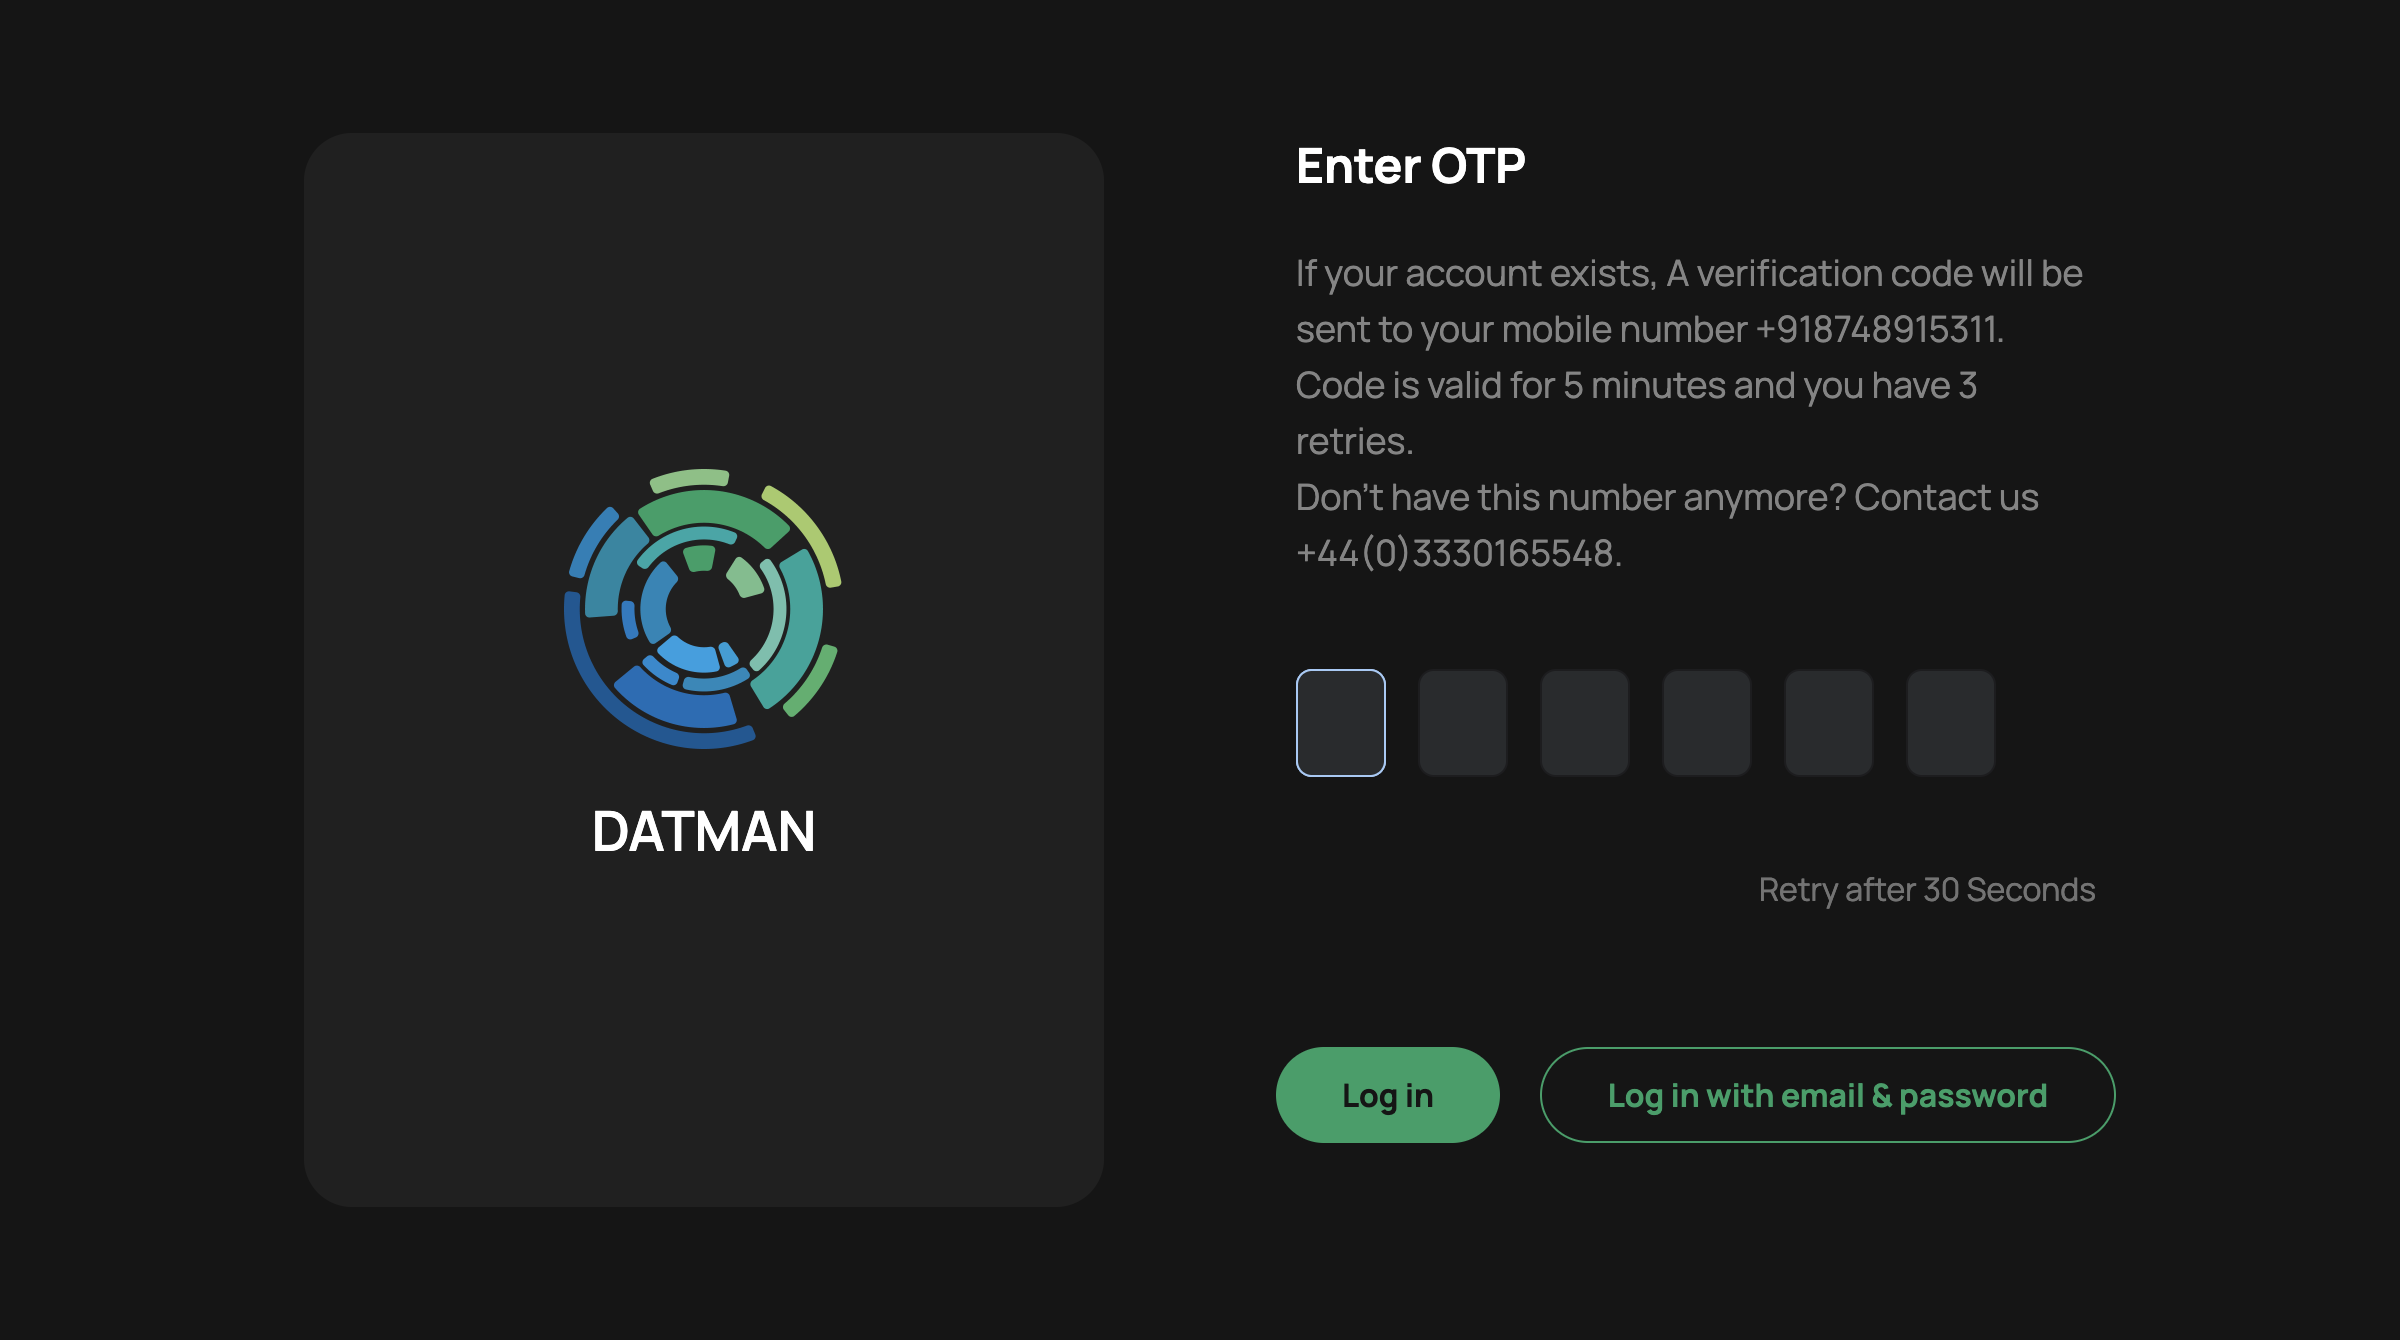 DATMAN
Enter OTP
If your account exists, A verification code will be
sent to your mobile number +918748915311.
Code is valid for 5 minutes and you have 3
retries.
Don't have this number anymore? Contact us
+44(0)3330165548.
Retry after 30 Seconds
Log in
Log in with email & password